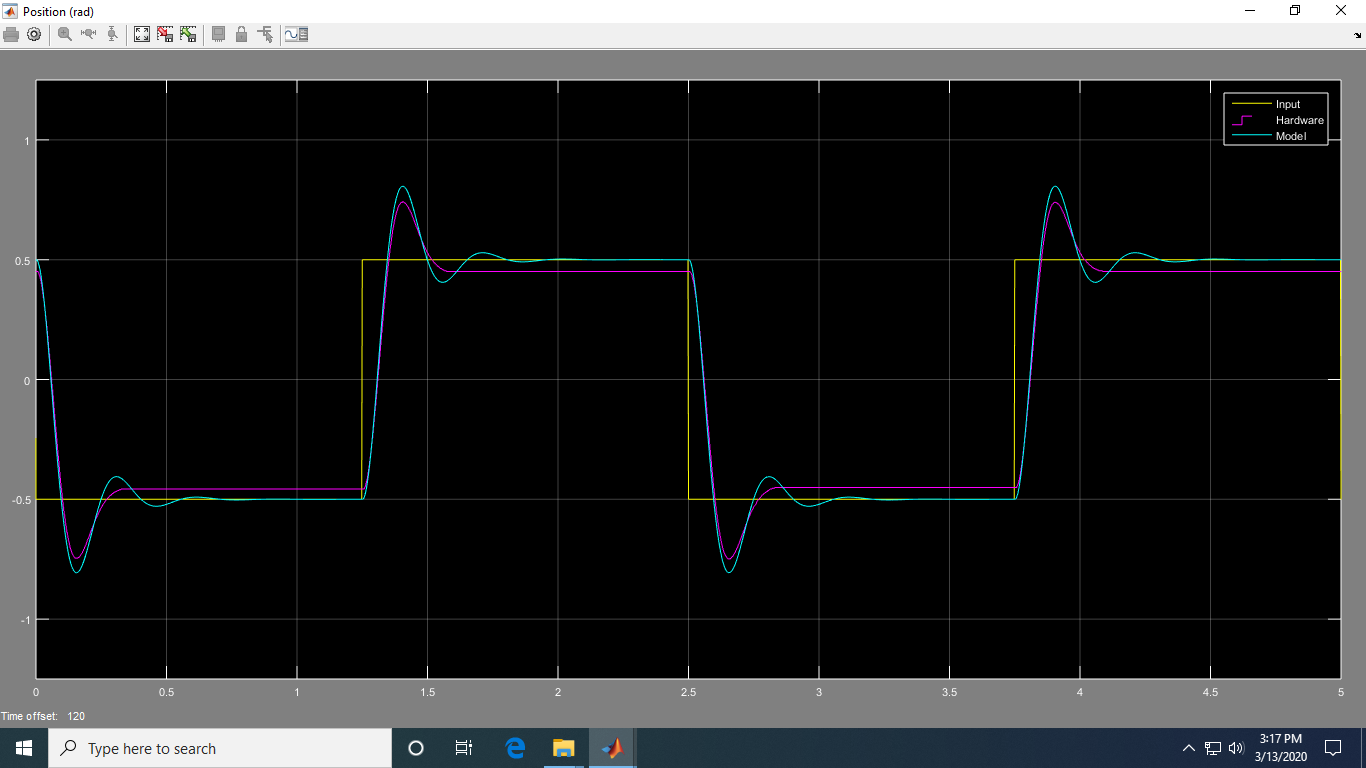 Position (rad)
Input
Hardware
Model
1
0.5
0
-0.5
-1
0 0.5 1 1.5 2 2.5 3 3.5 4 4.5 5
Time offset: 120
Type here to search
3:17 PM
3/13/2020